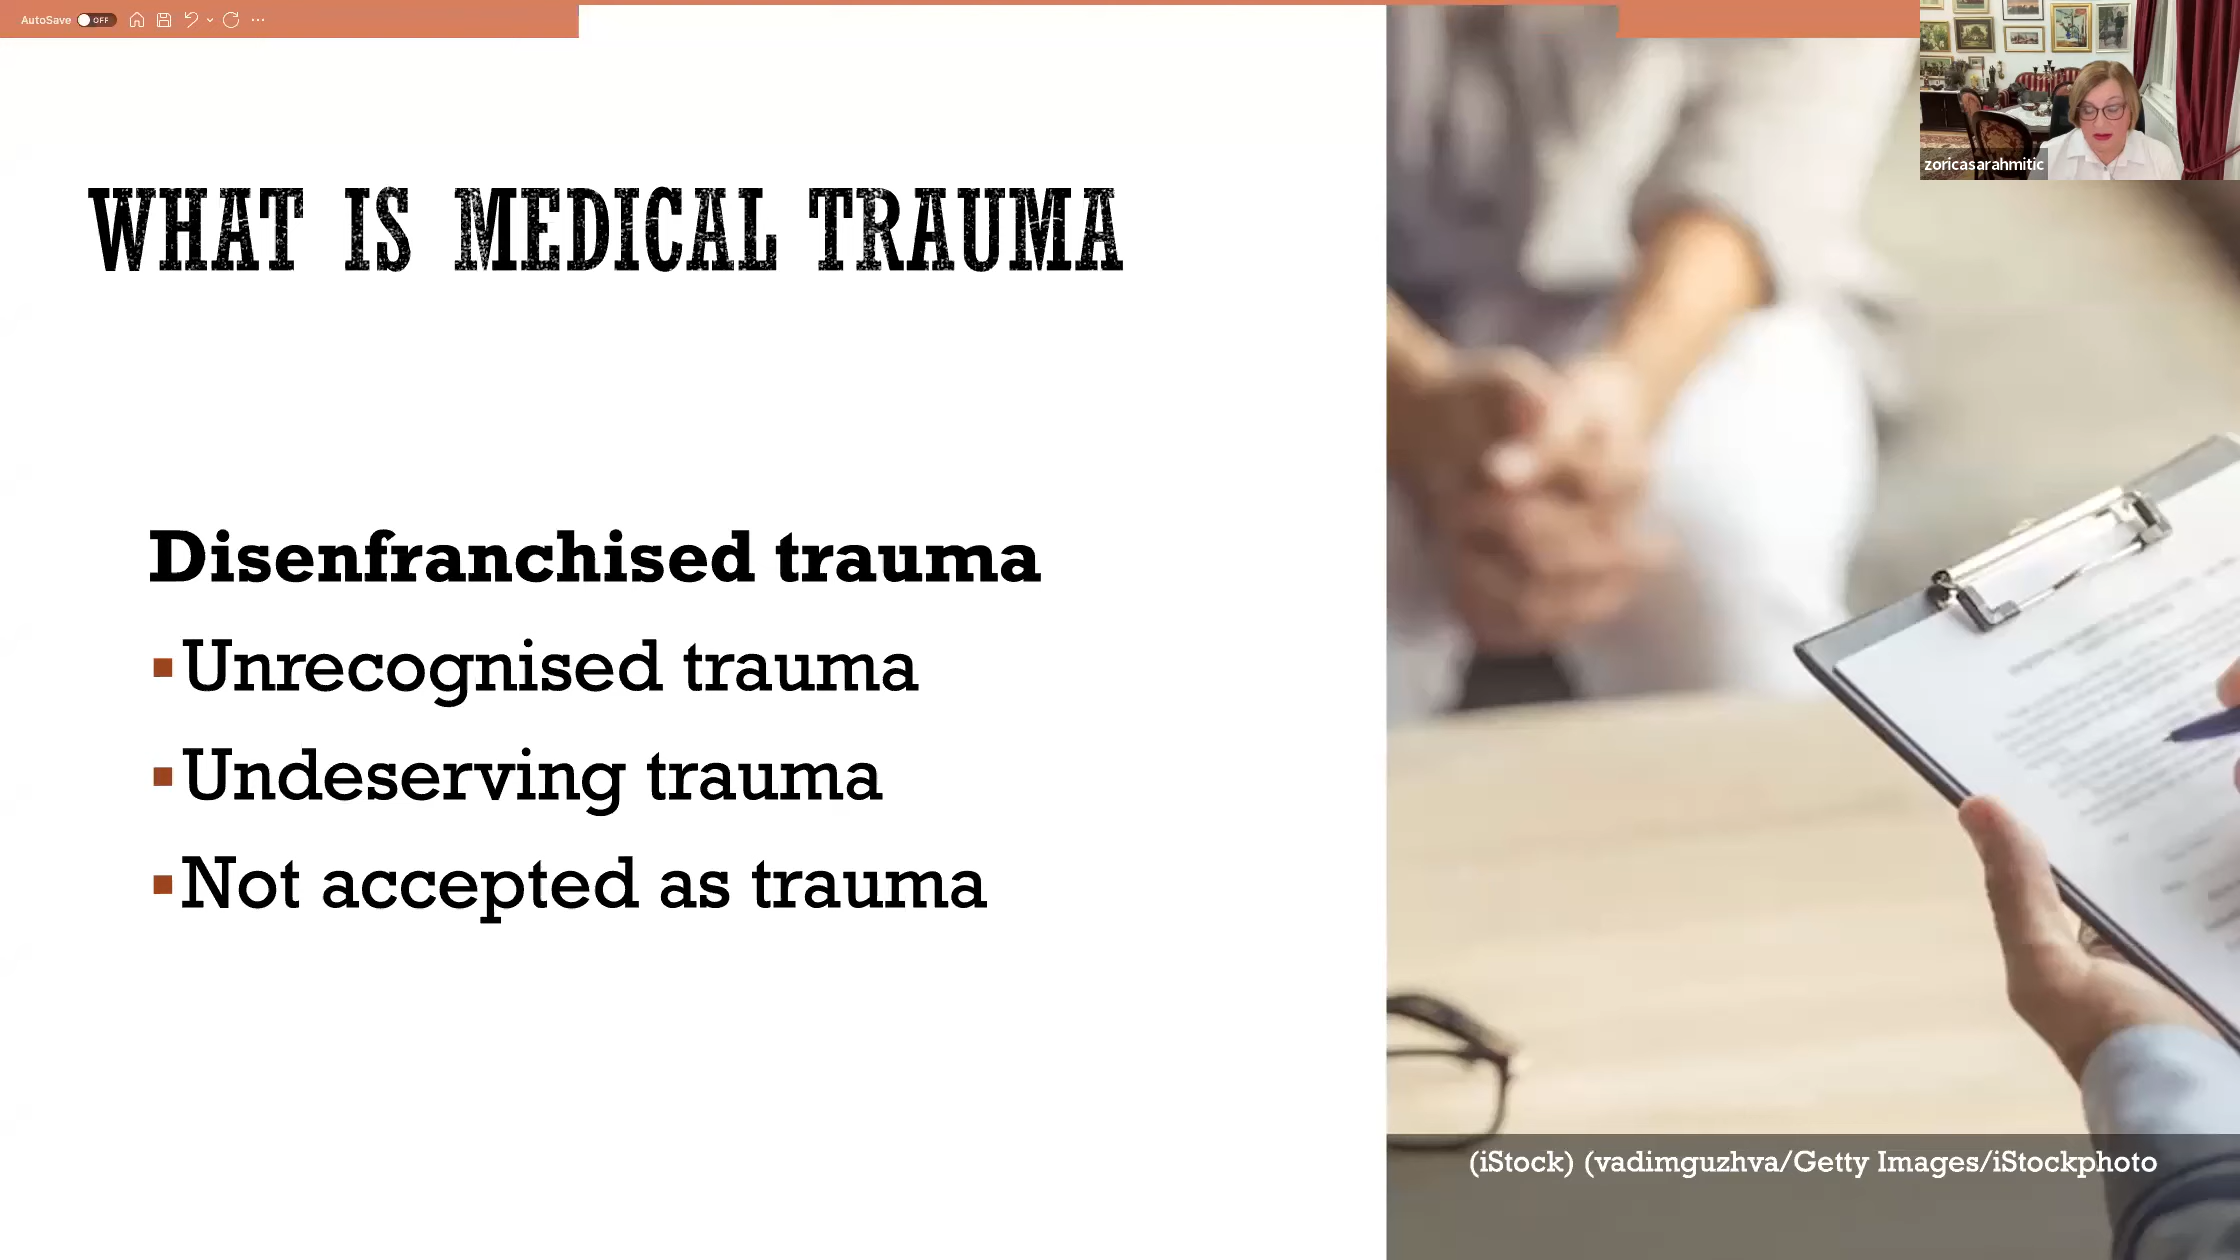 AutoSave OFF
zoricasarahmitic
WHAT IS MEDICAL TRAUMA
Disenfranchised trauma
▪Unrecognised trauma
▪Undeserving trauma
▪Not accepted as trauma
(iStock) (vadimguzhva/Getty Images/iStockphoto